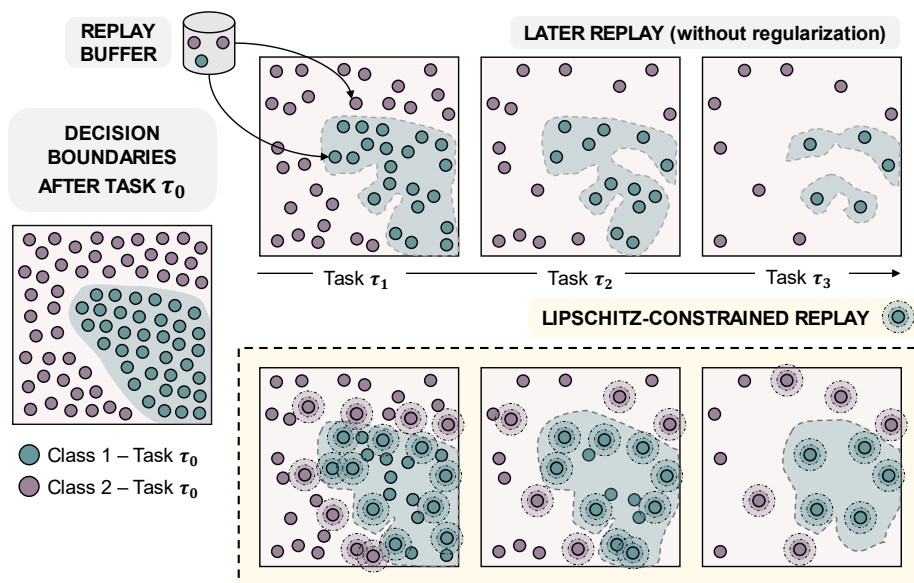 REPLAY
BUFFER
LATER REPLAY (without regularization)
DECISION
BOUNDARIES
AFTER TASK τ₀
Task τ₁
Task τ₂
Task τ₃
LIPSCHITZ-CONSTRAINED REPLAY
Class 1 – Task τ₀
Class 2 – Task τ₀